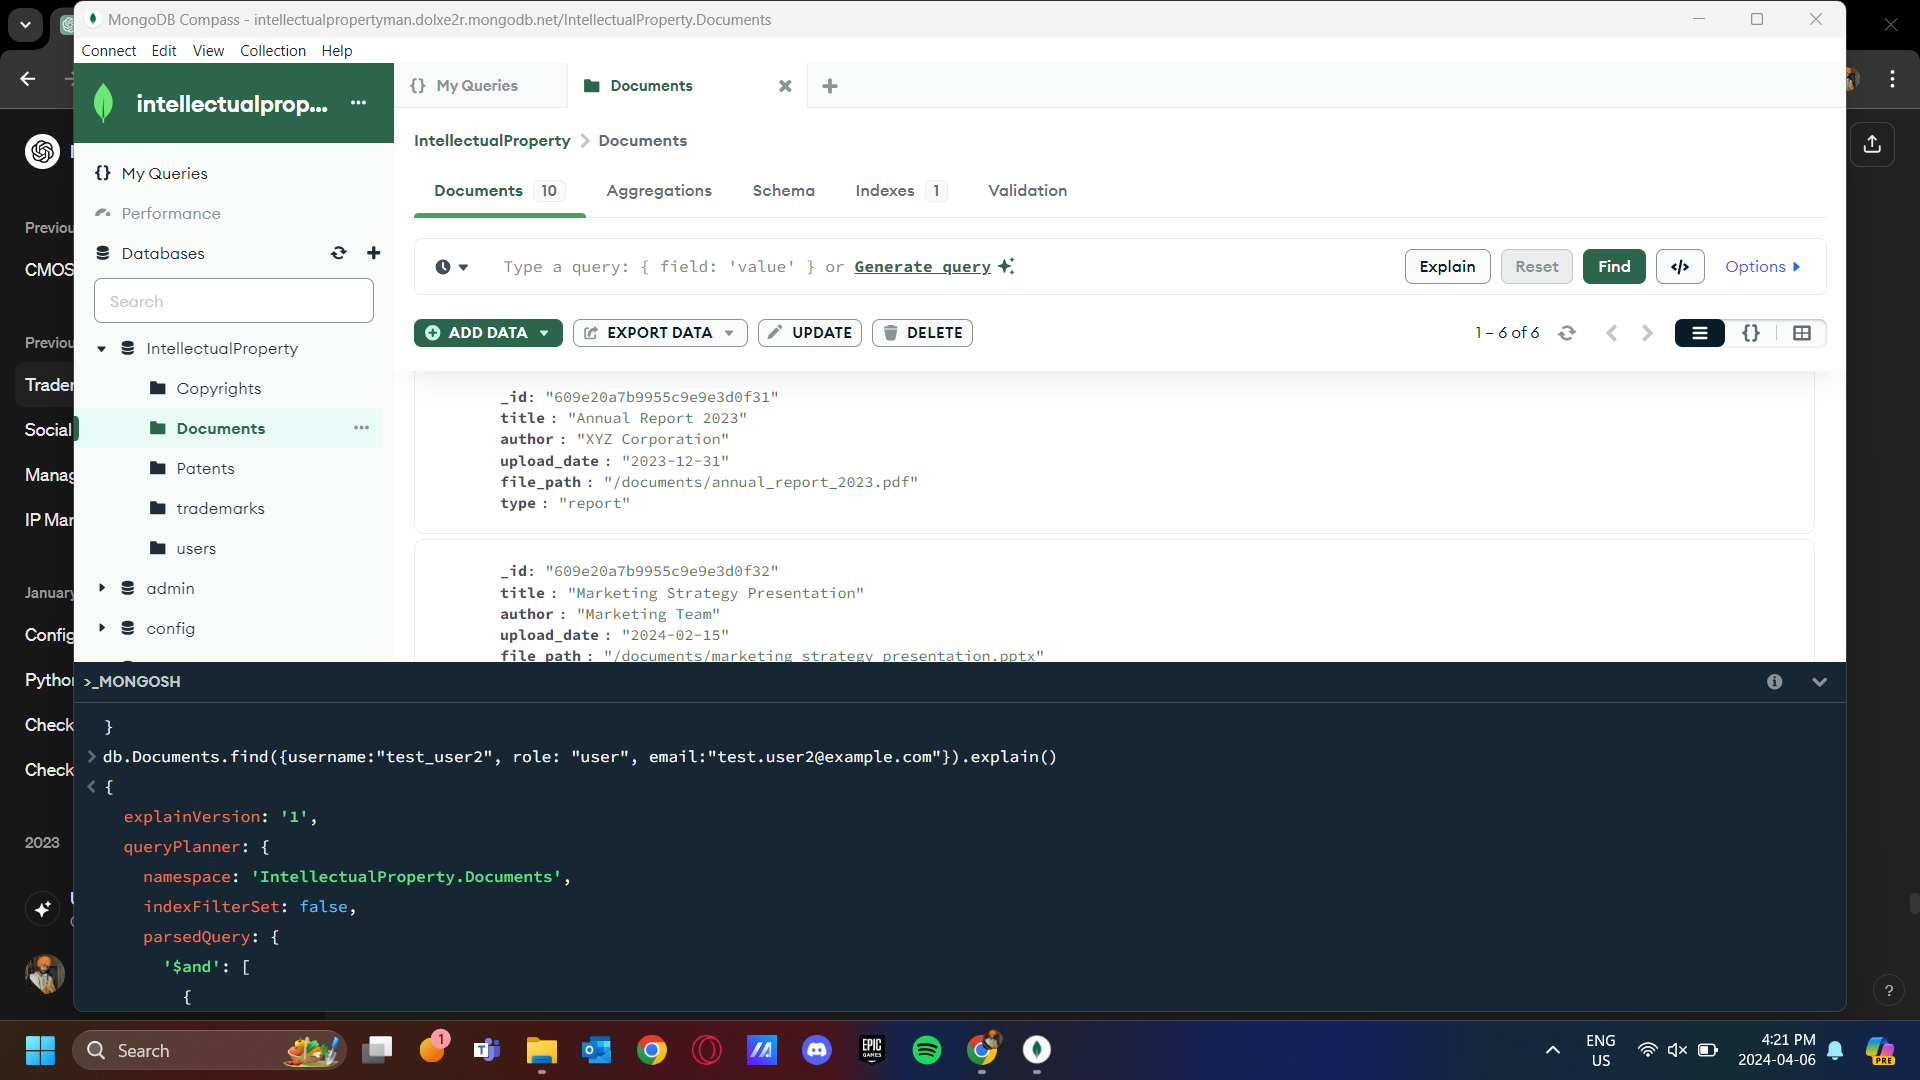 MongoDB Compass - intellectualpropertyman.dolxe2r.mongodb.net/IntellectualProperty.Documents
Connect Edit View Collection Help
intellectualprop...
My Queries
Performance
Databases
Search
IntellectualProperty
Copyrights
Documents
Patents
trademarks
users
admin
config
{} My Queries
Documents
IntellectualProperty > Documents
Documents 10 Aggregations Schema Indexes 1 Validation
Type a query: { field: 'value' } or Generate query
Explain Reset Find </> Options
ADD DATA EXPORT DATA UPDATE DELETE
1 – 6 of 6
_id: "609e20a7b9955c9e9e3d0f31"
title : "Annual Report 2023"
author : "XYZ Corporation"
upload_date : "2023-12-31"
file_path : "/documents/annual_report_2023.pdf"
type : "report"
_id: "609e20a7b9955c9e9e3d0f32"
title : "Marketing Strategy Presentation"
author : "Marketing Team"
upload_date : "2024-02-15"
file_path : "/documents/marketing_strategy_presentation.pptx"
>_MONGOSH
}
> db.Documents.find({username:"test_user2", role: "user", email:"test.user2@example.com"}).explain()
< {
explainVersion: '1',
queryPlanner: {
namespace: 'IntellectualProperty.Documents',
indexFilterSet: false,
parsedQuery: {
'$and': [
{
Previou
CMOS
Previou
Trader
Social
Manag
IP Mar
January
Config
Python
Check
Check
2023
?
Search
1
EPIC
GAMES
ENG
US
4:21 PM
2024-04-06
PRE